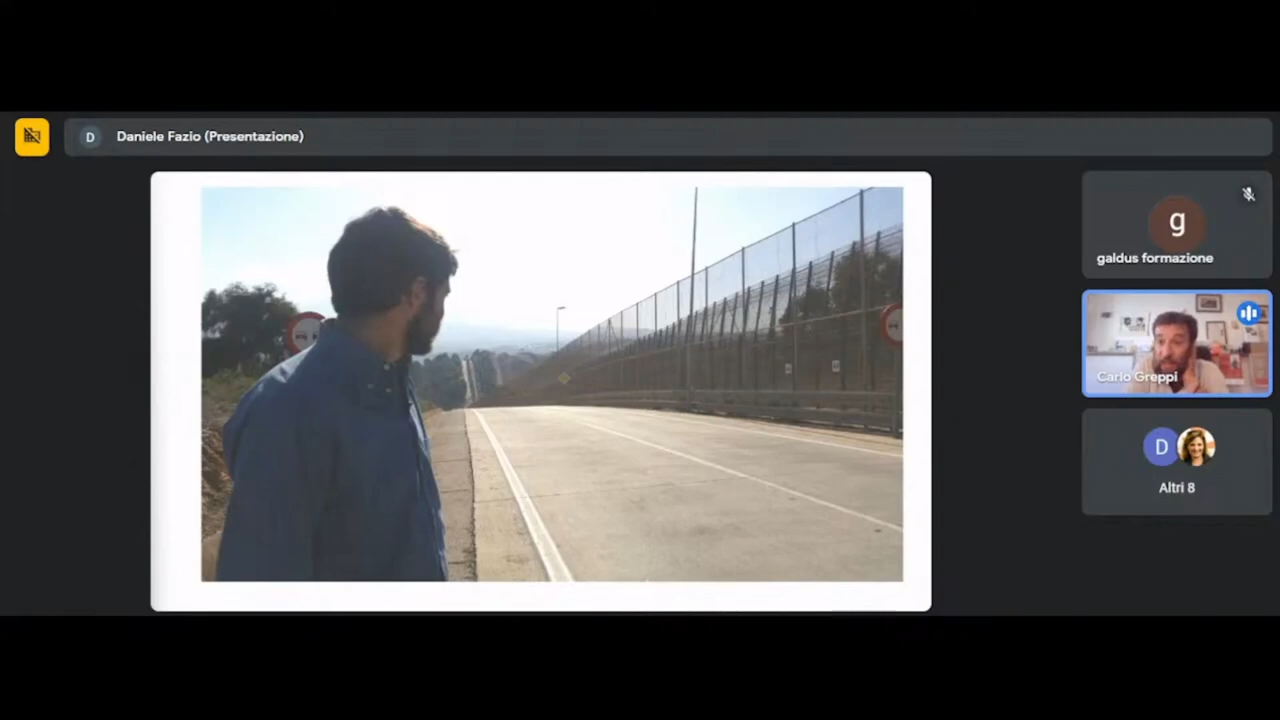 D
Daniele Fazio (Presentazione)
g
galdus formazione
Carlo Greppi
D
Altri 8